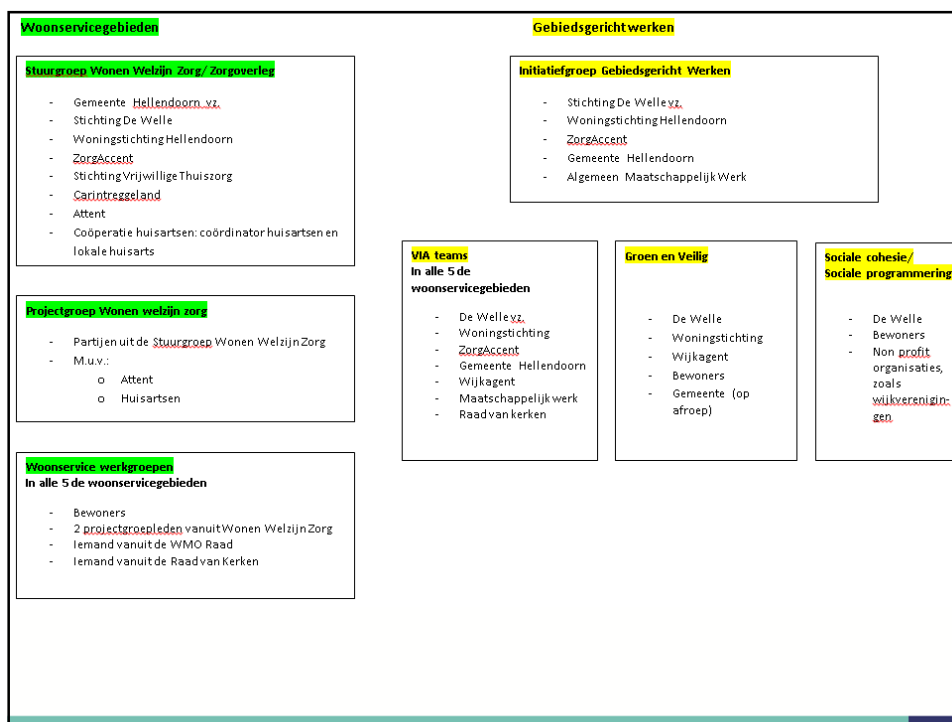 Woonservicegebieden
Stuurgroep Wonen Welzijn Zorg/ Zorgoverleg
- Gemeente Hellendoorn vz.
- Stichting De Welle
- Woningstichting Hellendoorn
- ZorgAccent
- Stichting Vrijwillige Thuiszorg
- Carintreggeland
- Attent
- Coöperatie huisartsen: coördinator huisartsen en
lokale huisarts
Projectgroep Wonen welzijn zorg
- Partijen uit de Stuurgroep Wonen Welzijn Zorg
- M.u.v.:
o Attent
o Huisartsen
Woonservice werkgroepen
In alle 5 de woonservicegebieden
- Bewoners
- 2 projectgroepleden vanuit Wonen Welzijn Zorg
- Iemand vanuit de WMO Raad
- Iemand vanuit de Raad van Kerken
Gebiedsgericht werken
Initiatiefgroep Gebiedsgericht Werken
- Stichting De Welle vz.
- Woningstichting Hellendoorn
- ZorgAccent
- Gemeente Hellendoorn
- Algemeen Maatschappelijk Werk
VIA teams
In alle 5 de
woonservicegebieden
- De Welle vz.
- Woningstichting
- ZorgAccent
- Gemeente Hellendoorn
- Wijkagent
- Maatschappelijk werk
- Raad van kerken
Groen en Veilig
- De Welle
- Woningstichting
- Wijkagent
- Bewoners
- Gemeente (op
afroep)
Sociale cohesie/
Sociale programmering
- De Welle
- Bewoners
- Non profit
organisaties,
zoals
wijkverenigin-
gen